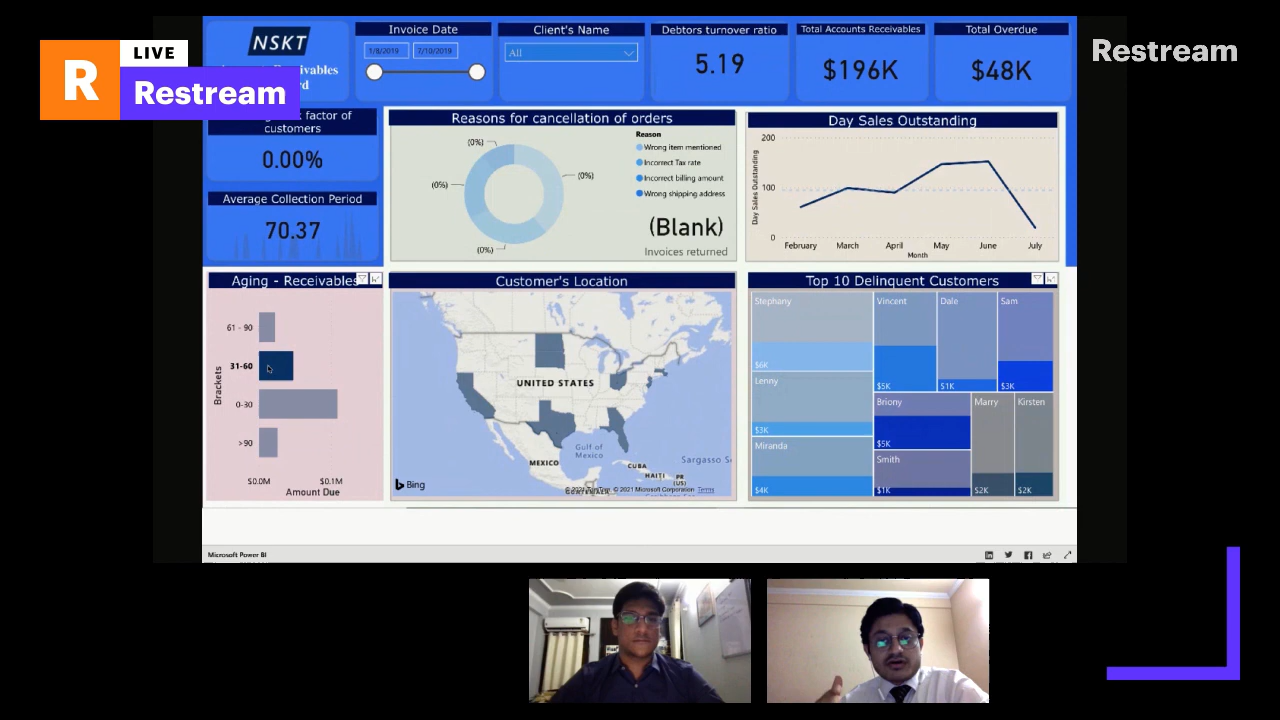 LIVE
R
Restream
Restream
NSKT
Invoice Date
1/8/2019
7/10/2019
Client's Name
All
Debtors turnover ratio
5.19
Total Accounts Receivables
$196K
Total Overdue
$48K
factor of
customers
0.00%
Average Collection Period
70.37
Reasons for cancellation of orders
(0%)
(0%)
(0%)
(0%)
Reason
Wrong item mentioned
Incorrect Tax rate
Incorrect billing amount
Wrong shipping address
(Blank)
Invoices returned
Day Sales Outstanding
Day Sales Outstanding
200
100
0
February
March
April
May
June
July
Month
Aging - Receivables
Brackets
61 - 90
31-60
0-30
>90
$0.0M
$0.1M
Amount Due
Customer's Location
UNITED STATES
MEXICO
Gulf of
Mexico
CUBA
HAITI
PR
(US)
Sargasso S
Bing
© 2021 TomTom, © 2021 Microsoft Corporation Terms
Top 10 Delinquent Customers
Stephany
$6K
Lenny
$3K
Miranda
$4K
Vincent
$5K
Dale
$1K
Sam
$3K
Briony
$5K
Smith
$1K
Marry
$2K
Kirsten
$2K
Microsoft Power BI